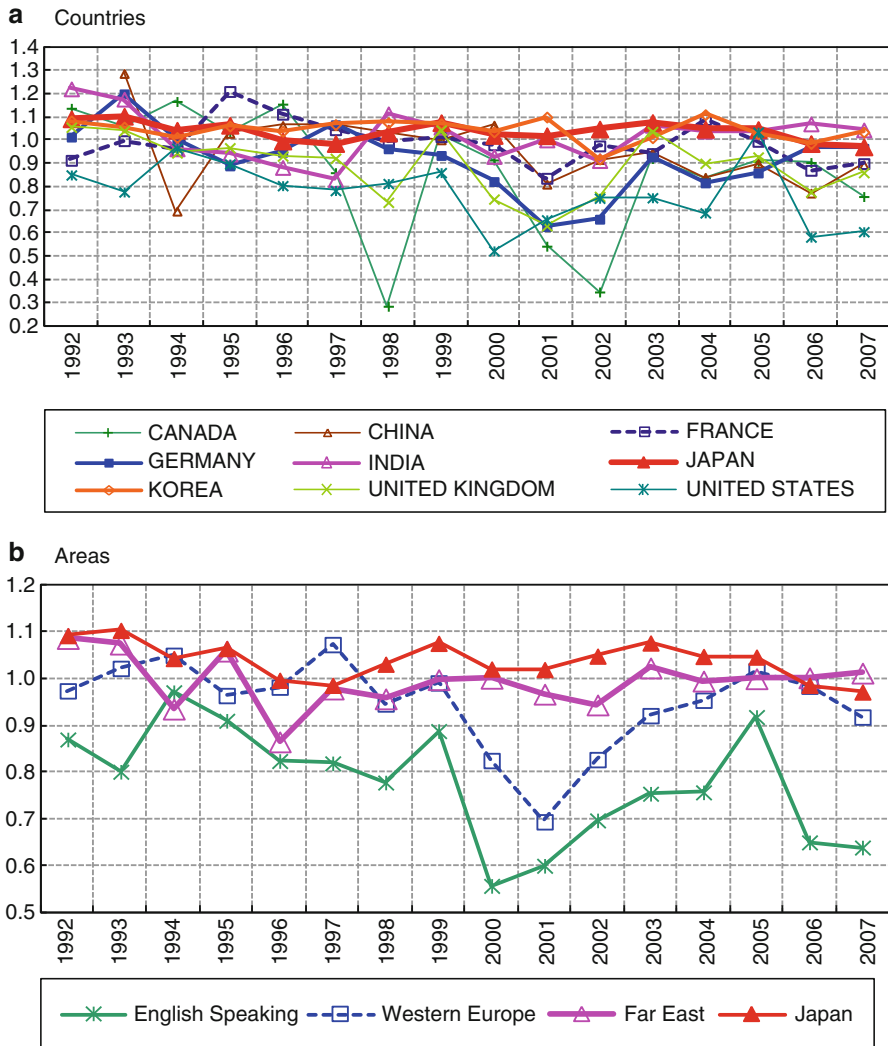 a Countries
1.4
1.3
1.2
1.1
1.0
0.9
0.8
0.7
0.6
0.5
0.4
0.3
0.2
1992 1993 1994 1995 1996 1997 1998 1999 2000 2001 2002 2003 2004 2005 2006 2007
CANADA CHINA FRANCE
GERMANY INDIA JAPAN
KOREA UNITED KINGDOM UNITED STATES
b Areas
1.2
1.1
1.0
0.9
0.8
0.7
0.6
0.5
1992 1993 1994 1995 1996 1997 1998 1999 2000 2001 2002 2003 2004 2005 2006 2007
English Speaking Western Europe Far East Japan